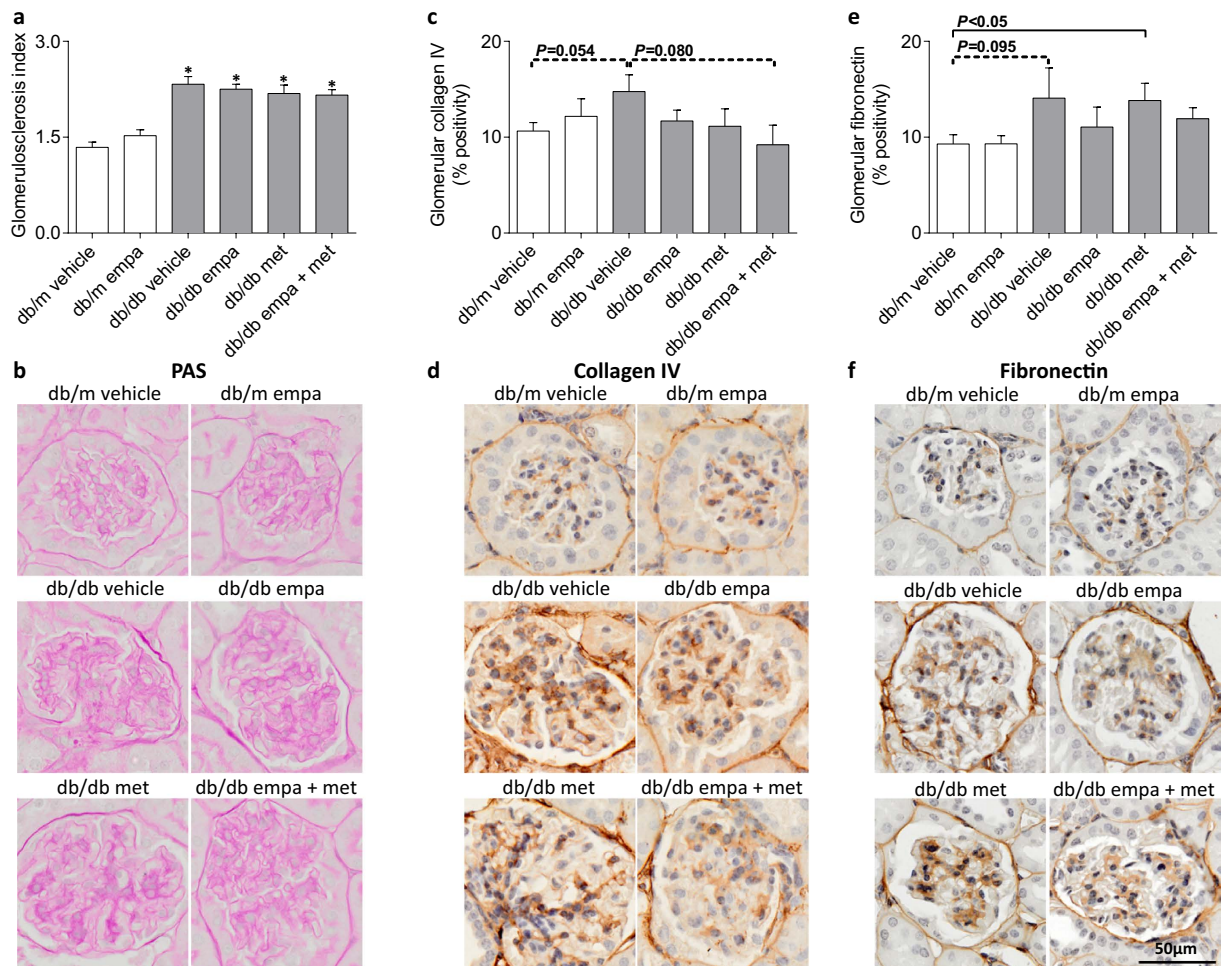 a
Glomerulosclerosis index
3.0
1.5
0.0
*
*
*
*
db/m vehicle
db/m empa
db/db vehicle
db/db empa
db/db met
db/db empa + met
c
Glomerular collagen IV
(% positivity)
20
10
0
P=0.054
P=0.080
db/m vehicle
db/m empa
db/db vehicle
db/db empa
db/db met
db/db empa + met
e
Glomerular fibronectin
(% positivity)
20
10
0
P<0.05
P=0.095
db/m vehicle
db/m empa
db/db vehicle
db/db empa
db/db met
db/db empa + met
b
PAS
db/m vehicle
db/m empa
db/db vehicle
db/db empa
db/db met
db/db empa + met
d
Collagen IV
db/m vehicle
db/m empa
db/db vehicle
db/db empa
db/db met
db/db empa + met
f
Fibronectin
db/m vehicle
db/m empa
db/db vehicle
db/db empa
db/db met
db/db empa + met
50μm